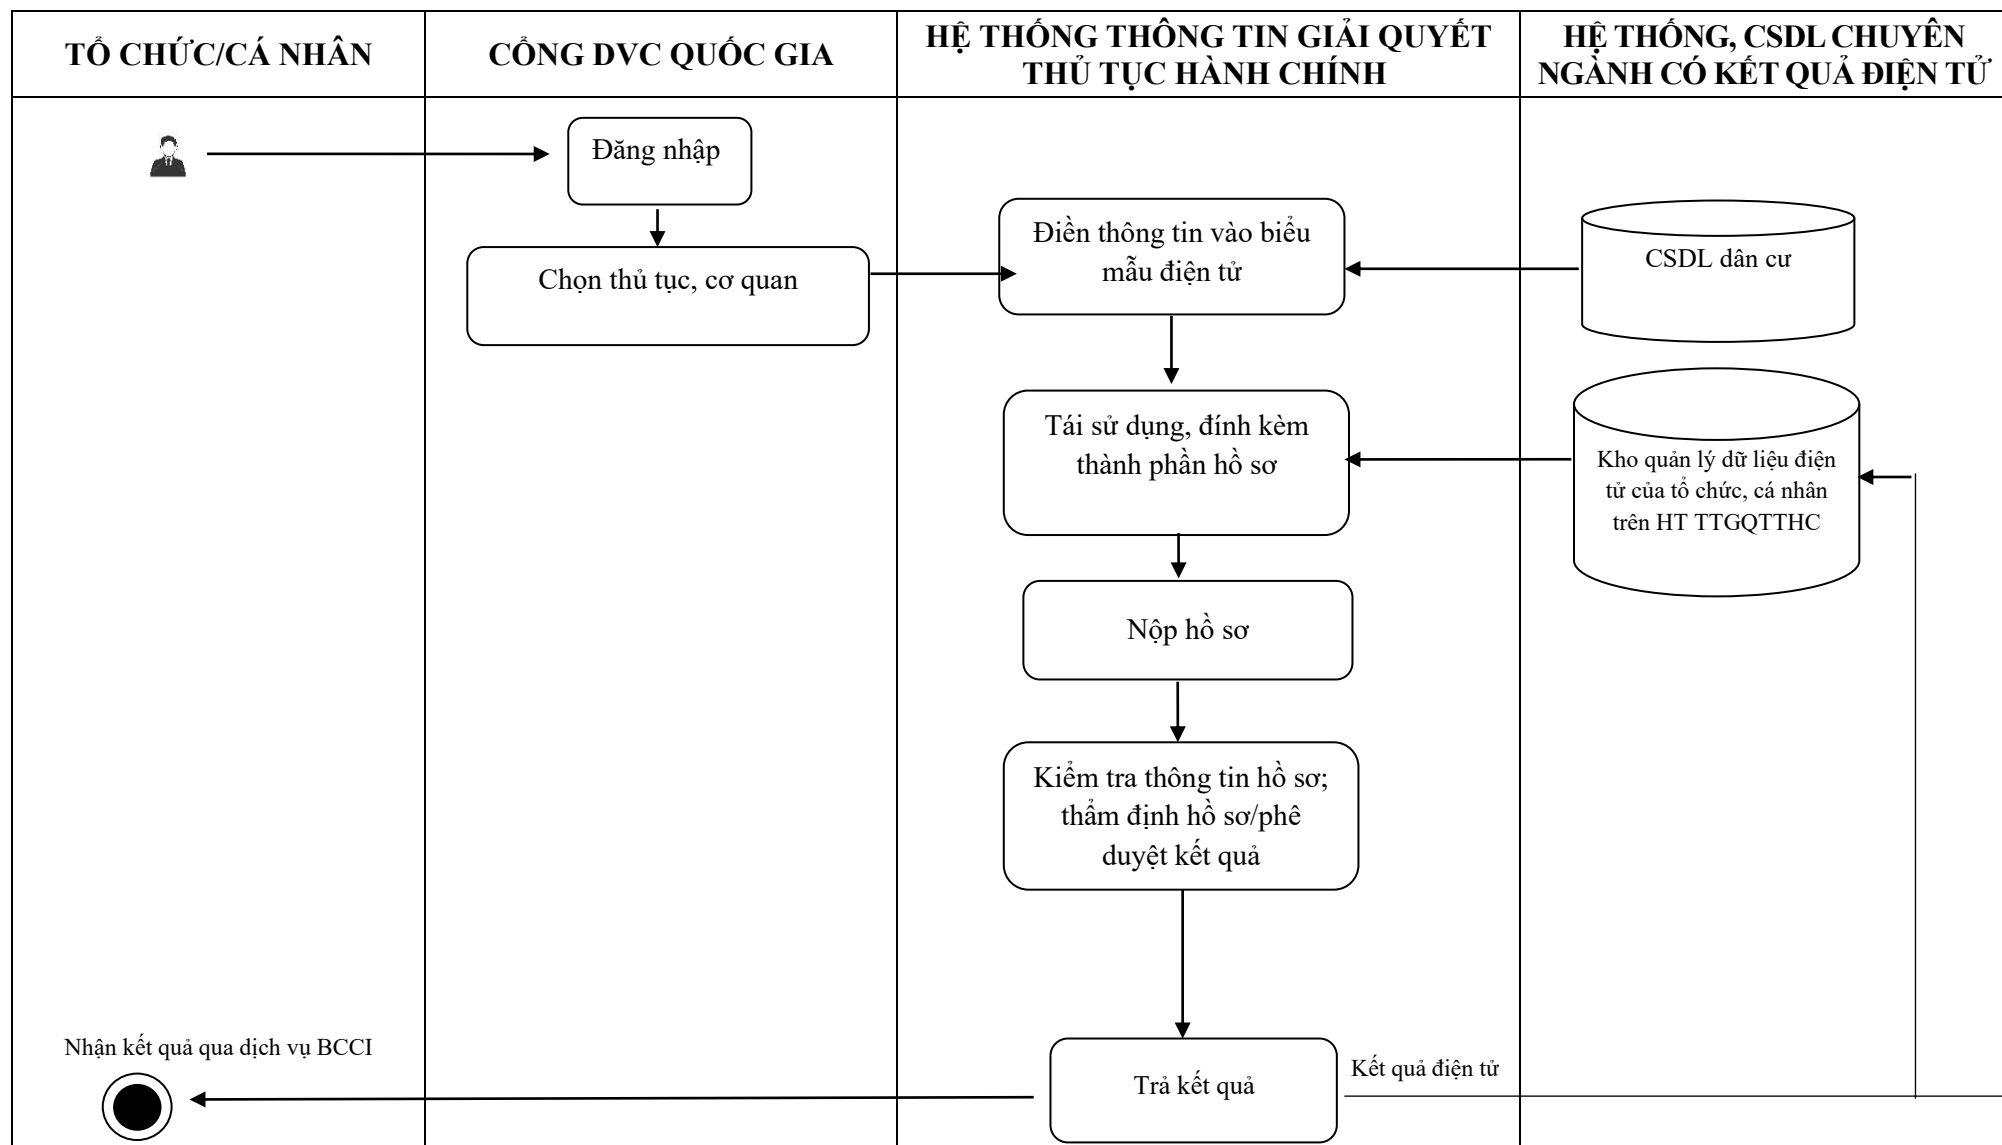 TỔ CHỨC/CÁ NHÂN
CỔNG DVC QUỐC GIA
HỆ THỐNG THÔNG TIN GIẢI QUYẾT
THỦ TỤC HÀNH CHÍNH
HỆ THỐNG, CSDL CHUYÊN
NGÀNH CÓ KẾT QUẢ ĐIỆN TỬ
Đăng nhập
Chọn thủ tục, cơ quan
Điền thông tin vào biểu
mẫu điện tử
CSDL dân cư
Tái sử dụng, đính kèm
thành phần hồ sơ
Kho quản lý dữ liệu điện
tử của tổ chức, cá nhân
trên HT TTGQTTHC
Nộp hồ sơ
Kiểm tra thông tin hồ sơ;
thẩm định hồ sơ/phê
duyệt kết quả
Nhận kết quả qua dịch vụ BCCI
Trả kết quả
Kết quả điện tử